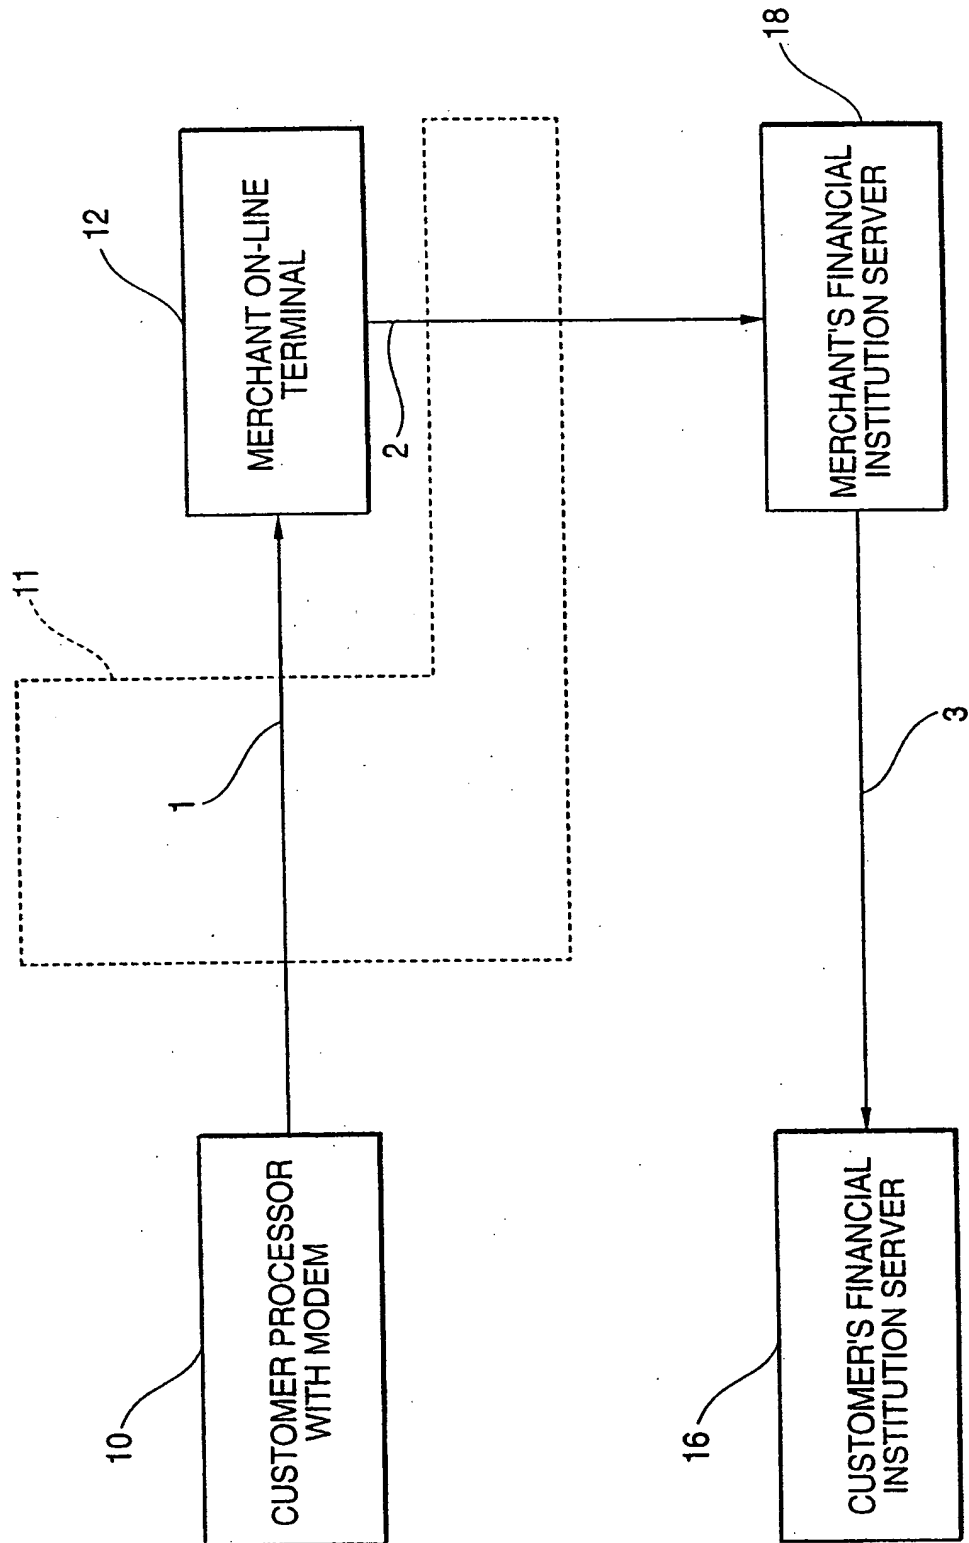 10
CUSTOMER PROCESSOR
WITH MODEM
1
11
12
MERCHANT ON-LINE
TERMINAL
2
16
CUSTOMER'S FINANCIAL
INSTITUTION SERVER
3
18
MERCHANT'S FINANCIAL
INSTITUTION SERVER